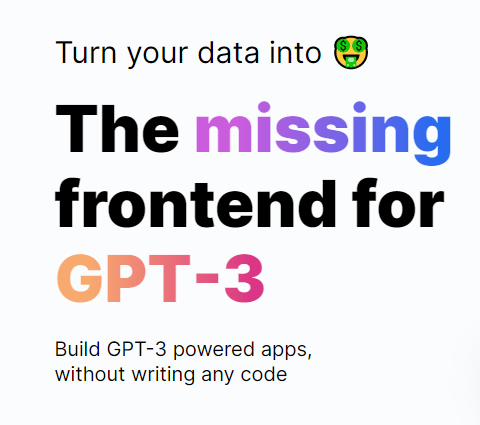 Turn your data into 🤑
The missing
frontend for
GPT-3
Build GPT-3 powered apps,
without writing any code